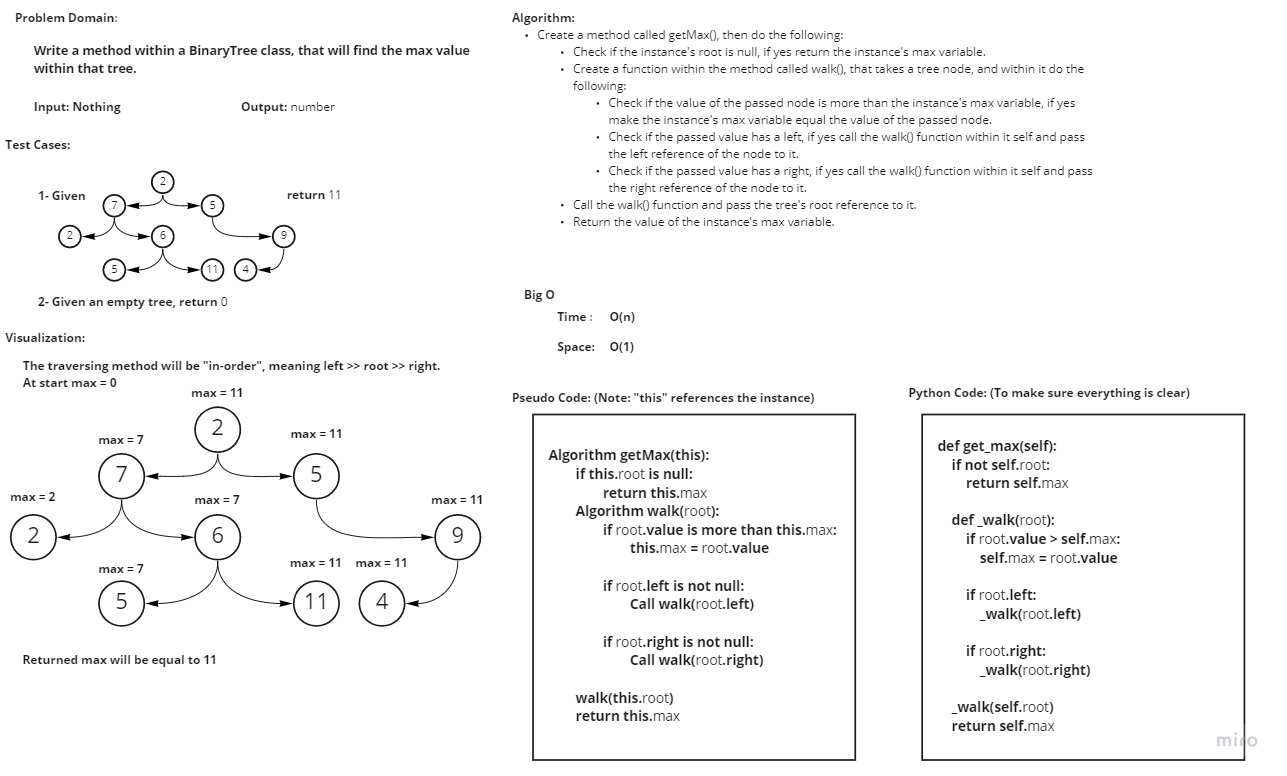 Problem Domain:
Write a method within a BinaryTree class, that will find the max value
within that tree.
Input: Nothing
Output: number
Test Cases:
1- Given
2
7
5
2
6
9
5
11
4
return 11
2- Given an empty tree, return 0
Visualization:
The traversing method will be "in-order", meaning left >> root >> right.
At start max = 0
max = 11
2
max = 7
7
max = 11
5
max = 2
2
max = 7
6
max = 11
9
max = 7
5
max = 11
11
max = 11
4
Returned max will be equal to 11
Algorithm:
• Create a method called getMax(), then do the following:
• Check if the instance's root is null, if yes return the instance's max variable.
• Create a function within the method called walk(), that takes a tree node, and within it do the
following:
• Check if the value of the passed node is more than the instance's max variable, if yes
make the instance's max variable equal the value of the passed node.
• Check if the passed value has a left, if yes call the walk() function within it self and pass
the left reference of the node to it.
• Check if the passed value has a right, if yes call the walk() function within it self and pass
the right reference of the node to it.
• Call the walk() function and pass the tree's root reference to it.
• Return the value of the instance's max variable.
Big O
Time : O(n)
Space: O(1)
Pseudo Code: (Note: "this" references the instance)
Algorithm getMax(this):
if this.root is null:
return this.max
Algorithm walk(root):
if root.value is more than this.max:
this.max = root.value
if root.left is not null:
Call walk(root.left)
if root.right is not null:
Call walk(root.right)
walk(this.root)
return this.max
Python Code: (To make sure everything is clear)
def get_max(self):
if not self.root:
return self.max
def _walk(root):
if root.value > self.max:
self.max = root.value
if root.left:
_walk(root.left)
if root.right:
_walk(root.right)
_walk(self.root)
return self.max
miro